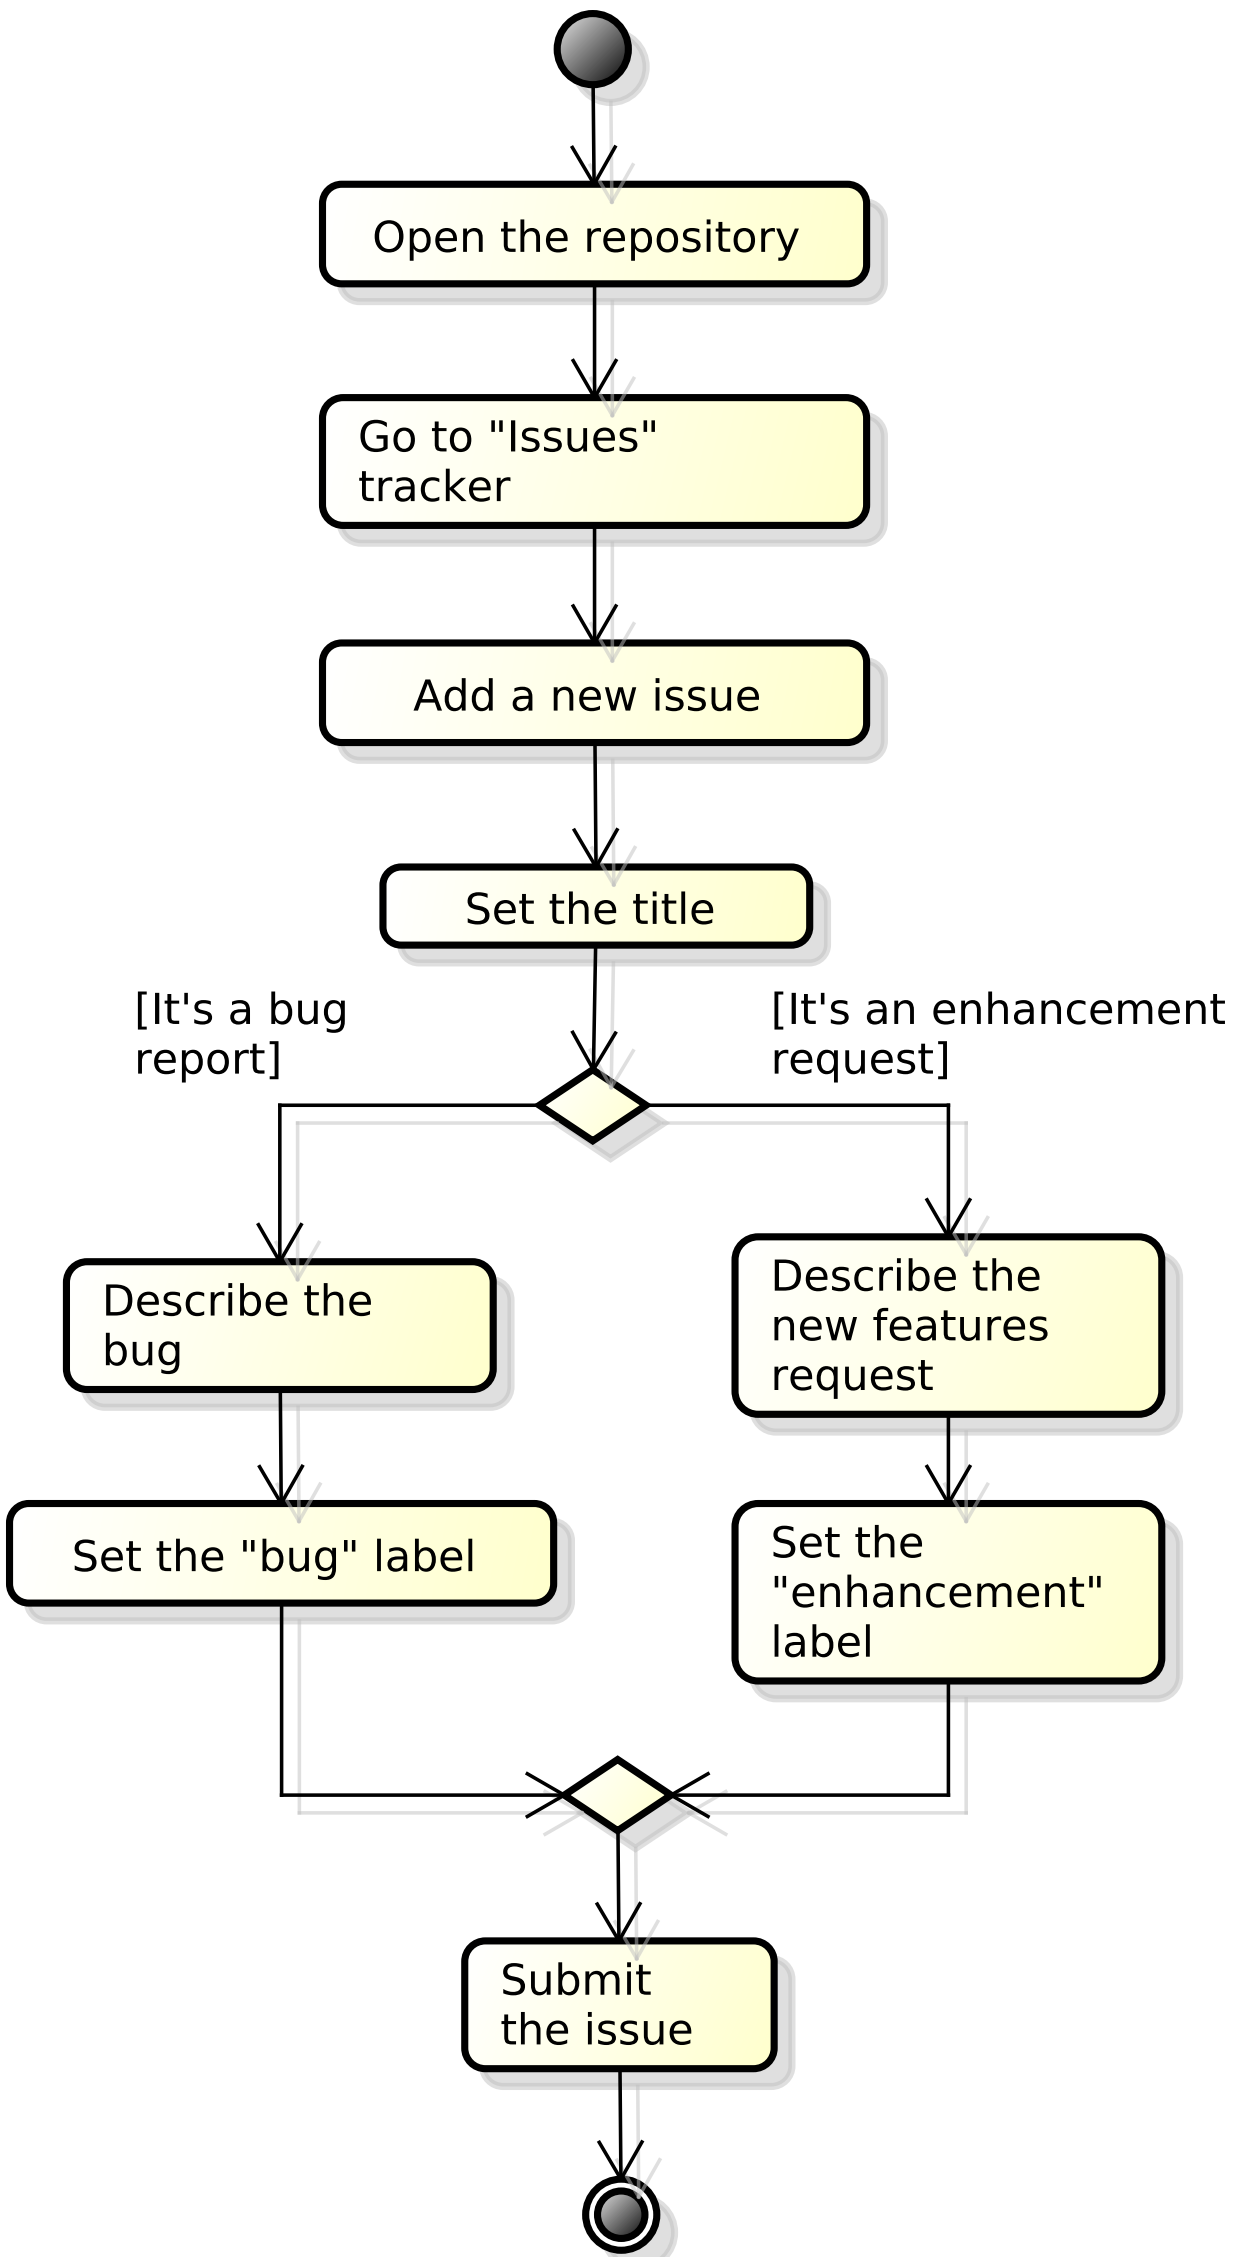 Open the repository
Go to "Issues"
tracker
Add a new issue
Set the title
[It's a bug
report]
[It's an enhancement
request]
Describe the
bug
Describe the
new features
request
Set the "bug" label
Set the
"enhancement"
label
Submit
the issue